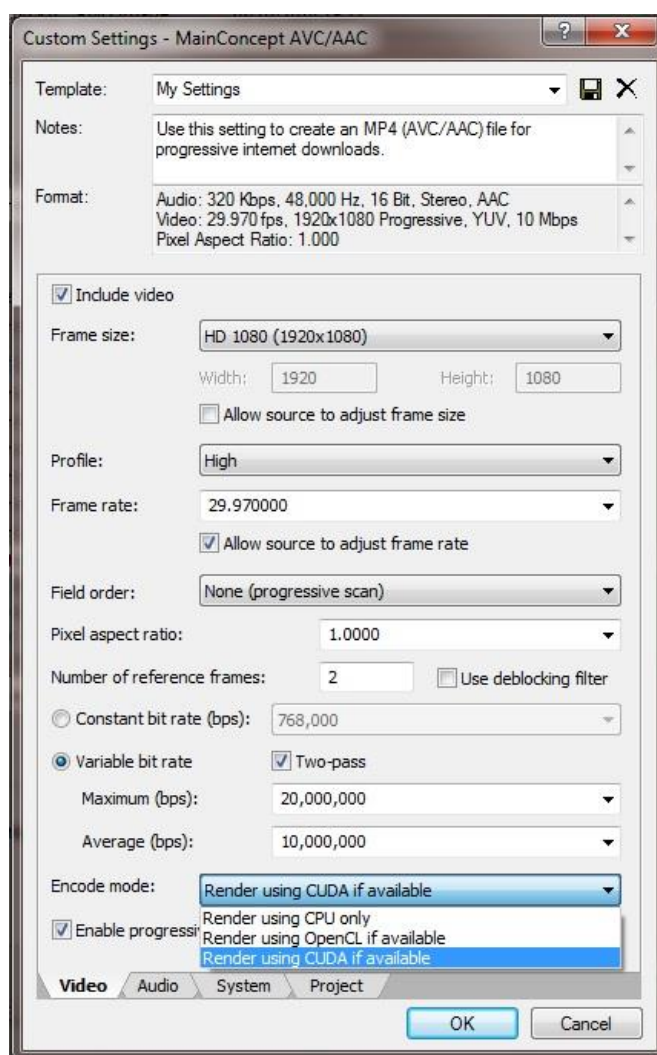 Custom Settings - MainConcept AVC/AAC
Template: My Settings
Notes: Use this setting to create an MP4 (AVC/AAC) file for
progressive internet downloads.
Format: Audio: 320 Kbps, 48,000 Hz, 16 Bit, Stereo, AAC
Video: 29.970 fps, 1920x1080 Progressive, YUV, 10 Mbps
Pixel Aspect Ratio: 1.000
Include video
Frame size: HD 1080 (1920x1080)
Width: 1920 Height: 1080
Allow source to adjust frame size
Profile: High
Frame rate: 29.970000
Allow source to adjust frame rate
Field order: None (progressive scan)
Pixel aspect ratio: 1.0000
Number of reference frames: 2 Use deblocking filter
Constant bit rate (bps): 768,000
Variable bit rate Two-pass
Maximum (bps): 20,000,000
Average (bps): 10,000,000
Encode mode: Render using CUDA if available
Render using CPU only
Enable progressi Render using OpenCL if available
Render using CUDA if available
Video Audio System Project
OK Cancel